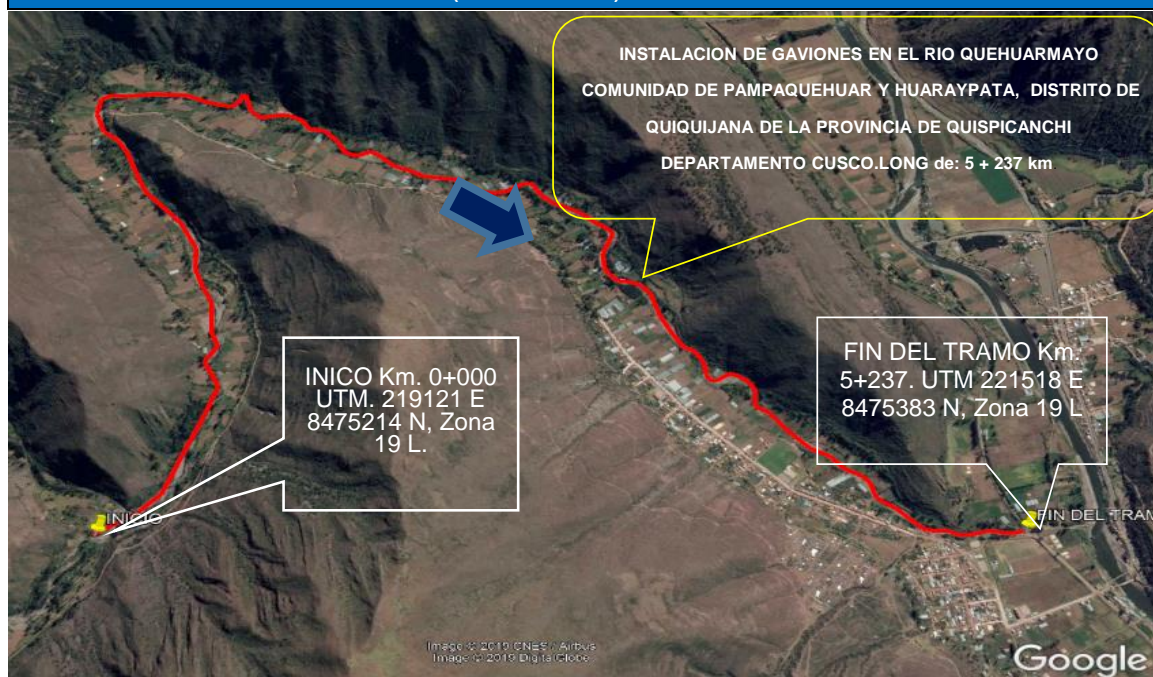 INSTALACION DE GAVIONES EN EL RIO QUEHUARMAYO
COMUNIDAD DE PAMPAQUEHUAR Y HUARAYPATA, DISTRITO DE
QUIQUIJANA DE LA PROVINCIA DE QUISPICANCHI
DEPARTAMENTO CUSCO.LONG de: 5 + 237 km
INICO Km. 0+000
UTM. 219121 E
8475214 N, Zona
19 L.
FIN DEL TRAMO Km.
5+237. UTM 221518 E
8475383 N, Zona 19 L
INICIO
FIN DEL TRAM
Image © 2019 CNES / Airbus
Image © 2019 DigitalGlobe
Google